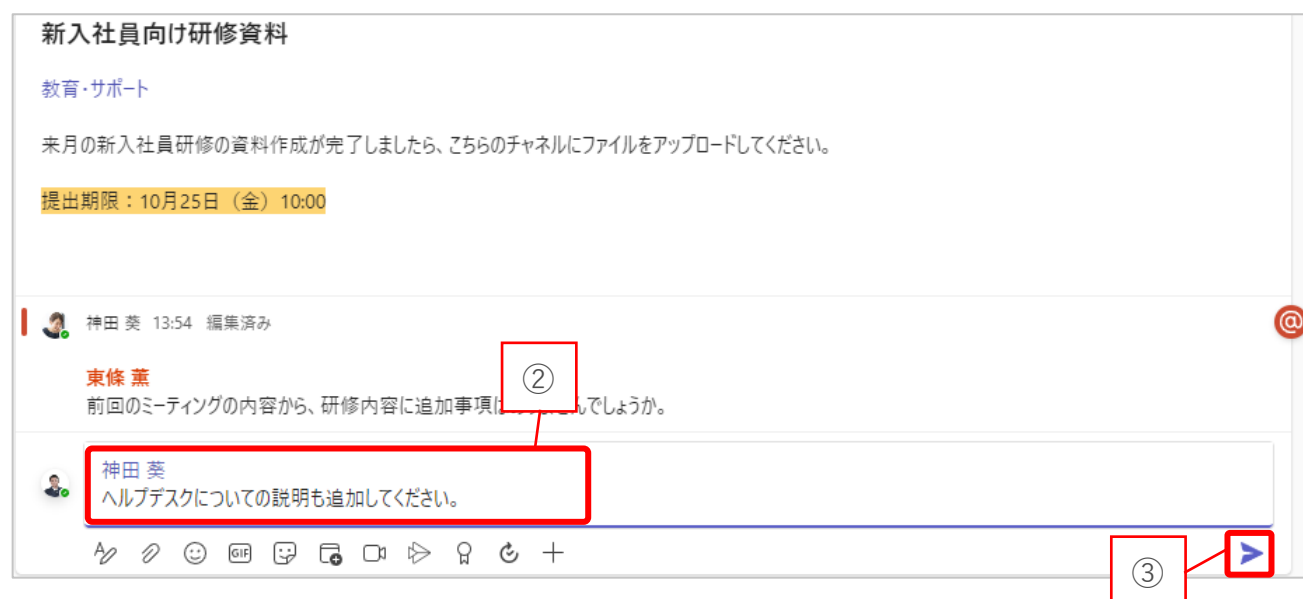 新入社員向け研修資料
教育・サポート
来月の新入社員研修の資料作成が完了しましたら、こちらのチャネルにファイルをアップロードしてください。
提出期限：10月25日（金）10:00
神田 葵 13:54 編集済み
@
東條 薫
②
前回のミーティングの内容から、研修内容に追加事項は んでしょうか。
神田 葵
ヘルプデスクについての説明も追加してください。
GIF
③